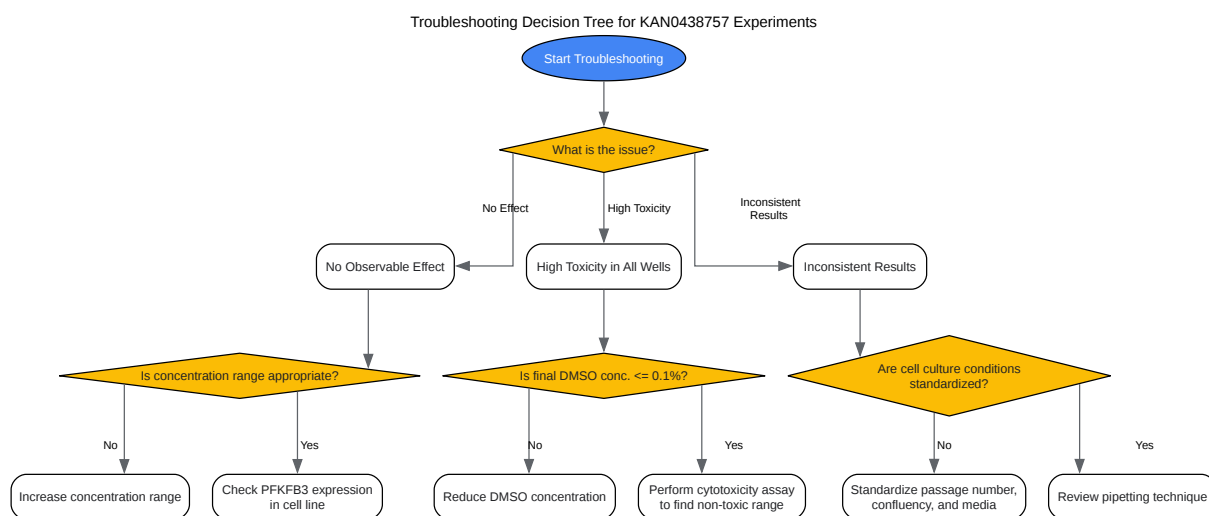 Troubleshooting Decision Tree for KAN0438757 Experiments
Start Troubleshooting
What is the issue?
No Effect
High Toxicity
Inconsistent
Results
No Observable Effect
High Toxicity in All Wells
Inconsistent Results
Is concentration range appropriate?
Is final DMSO conc. <= 0.1%?
Are cell culture conditions
standardized?
No
Yes
No
Yes
No
Yes
Increase concentration range
Check PFKFB3 expression
in cell line
Reduce DMSO concentration
Perform cytotoxicity assay
to find non-toxic range
Standardize passage number,
confluency, and media
Review pipetting technique